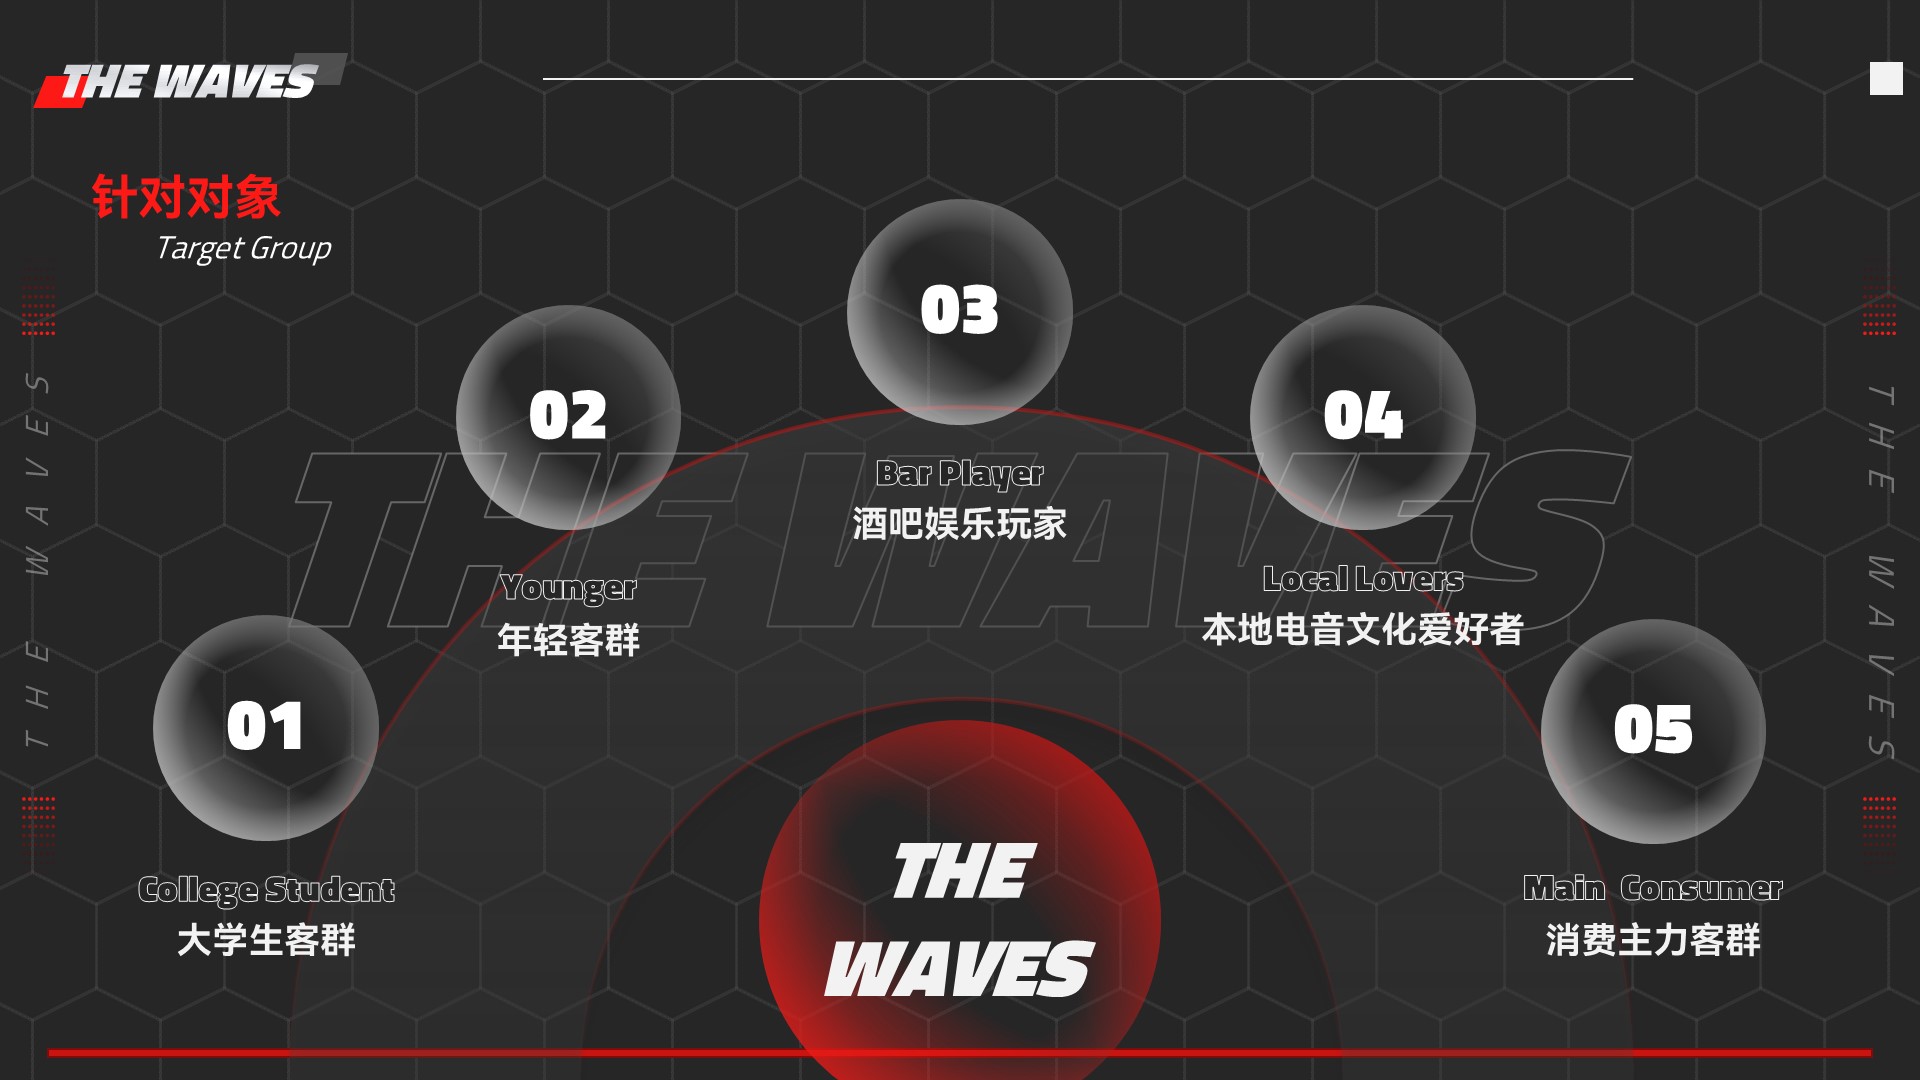 THE WAVES
针对对象
Target Group
03
02
04
Bar Player
酒吧娱乐玩家
THE WAVES
Younger
年轻客群
Local Lovers
本地电音文化爱好者
01
05
THE WAVES
College Student
大学生客群
Main Consumer
消费主力客群
THE WAVES
THE WAVES